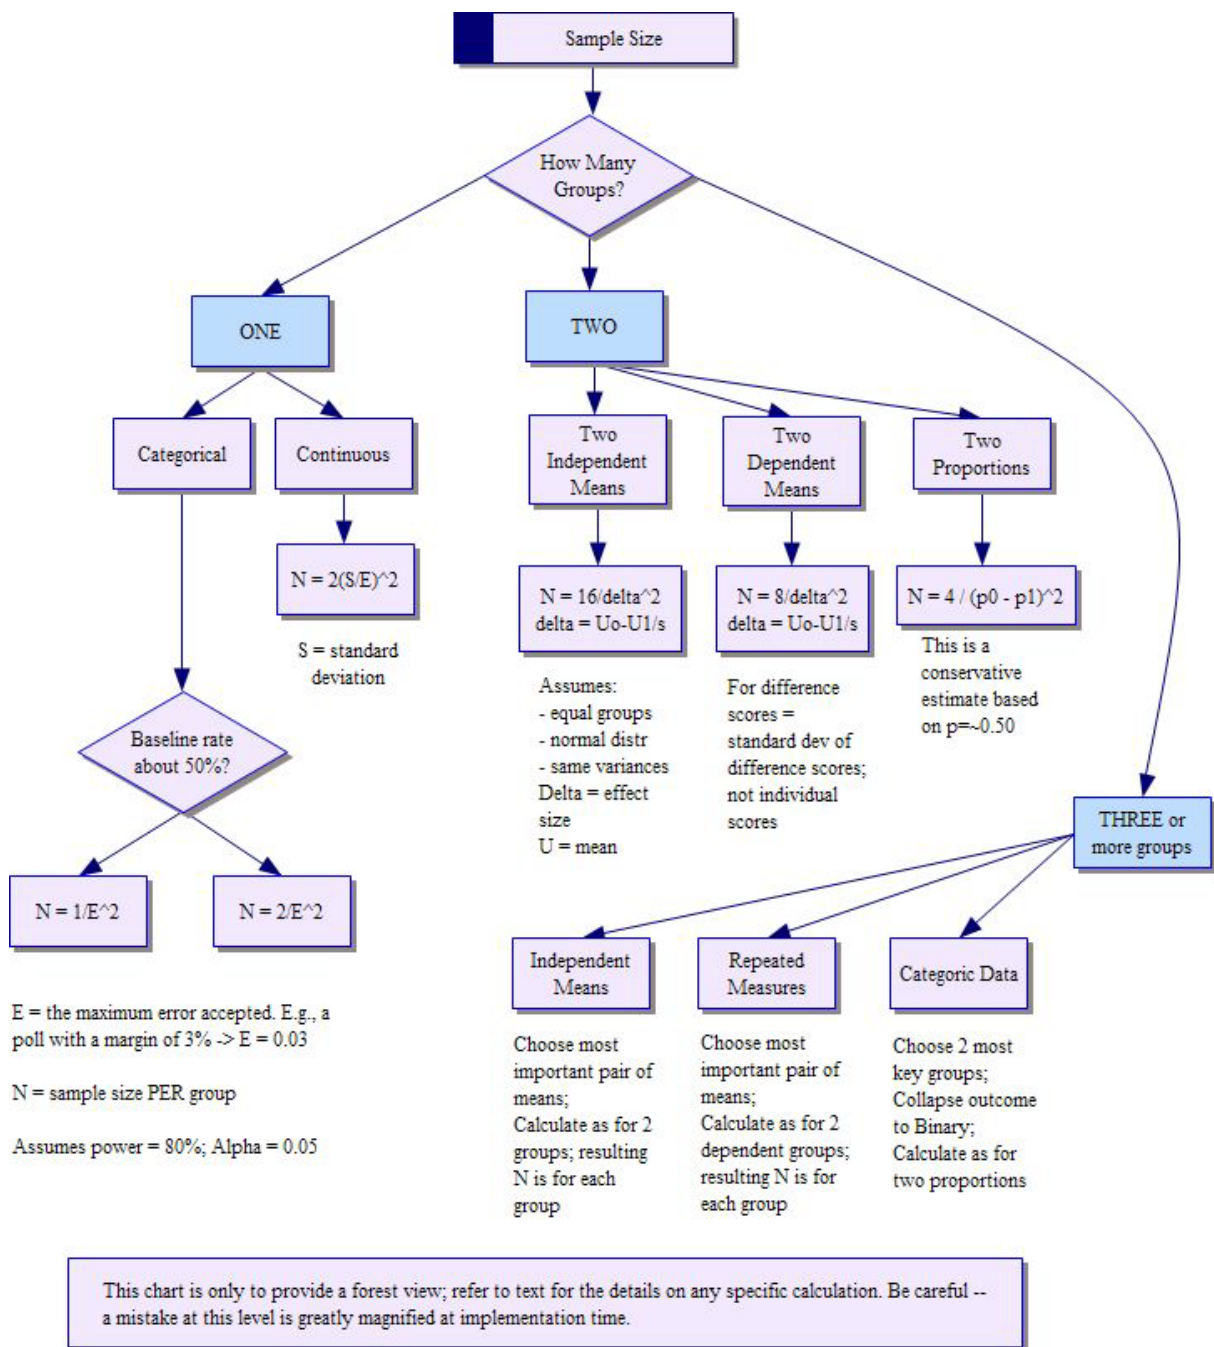 Sample Size
How Many
Groups?
ONE
TWO
Categorical
Continuous
Two
Independent
Means
Two
Dependent
Means
Two
Proportions
N = 2(S/E)^2
S = standard
deviation
N = 16/delta^2
delta = Uo-U1/s
N = 8/delta^2
delta = Uo-U1/s
N = 4 / (p0 - p1)^2
Assumes:
- equal groups
- normal distr
- same variances
Delta = effect
size
U = mean
For difference
scores =
standard dev of
difference scores;
not individual
scores
This is a
conservative
estimate based
on p=~0.50
Baseline rate
about 50%?
THREE or
more groups
N = 1/E^2
N = 2/E^2
Independent
Means
Repeated
Measures
Categoric Data
E = the maximum error accepted. E.g., a
poll with a margin of 3% -> E = 0.03
N = sample size PER group
Assumes power = 80%; Alpha = 0.05
Choose most
important pair of
means;
Calculate as for 2
groups; resulting
N is for each
group
Choose most
important pair of
means;
Calculate as for 2
dependent groups;
resulting N is for
each group
Choose 2 most
key groups;
Collapse outcome
to Binary;
Calculate as for
two proportions
This chart is only to provide a forest view; refer to text for the details on any specific calculation. Be careful --
a mistake at this level is greatly magnified at implementation time.